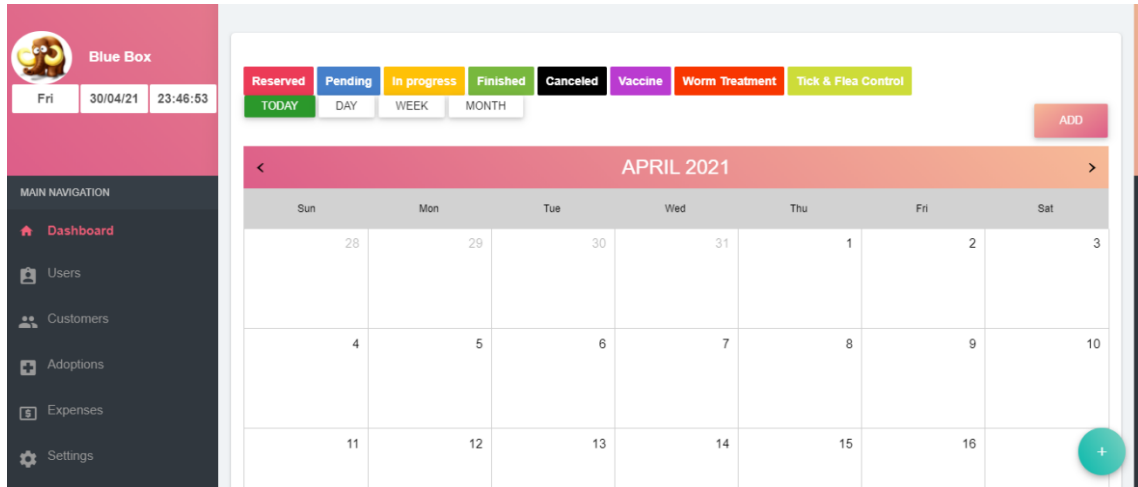 Blue Box
Fri 30/04/21 23:46:53
MAIN NAVIGATION
Dashboard
Users
Customers
Adoptions
Expenses
Settings
Reserved Pending In progress Finished Canceled Vaccine Worm Treatment Tick & Flea Control
TODAY DAY WEEK MONTH
ADD
< APRIL 2021 >
Sun Mon Tue Wed Thu Fri Sat
28 29 30 31 1 2 3
4 5 6 7 8 9 10
11 12 13 14 15 16
+